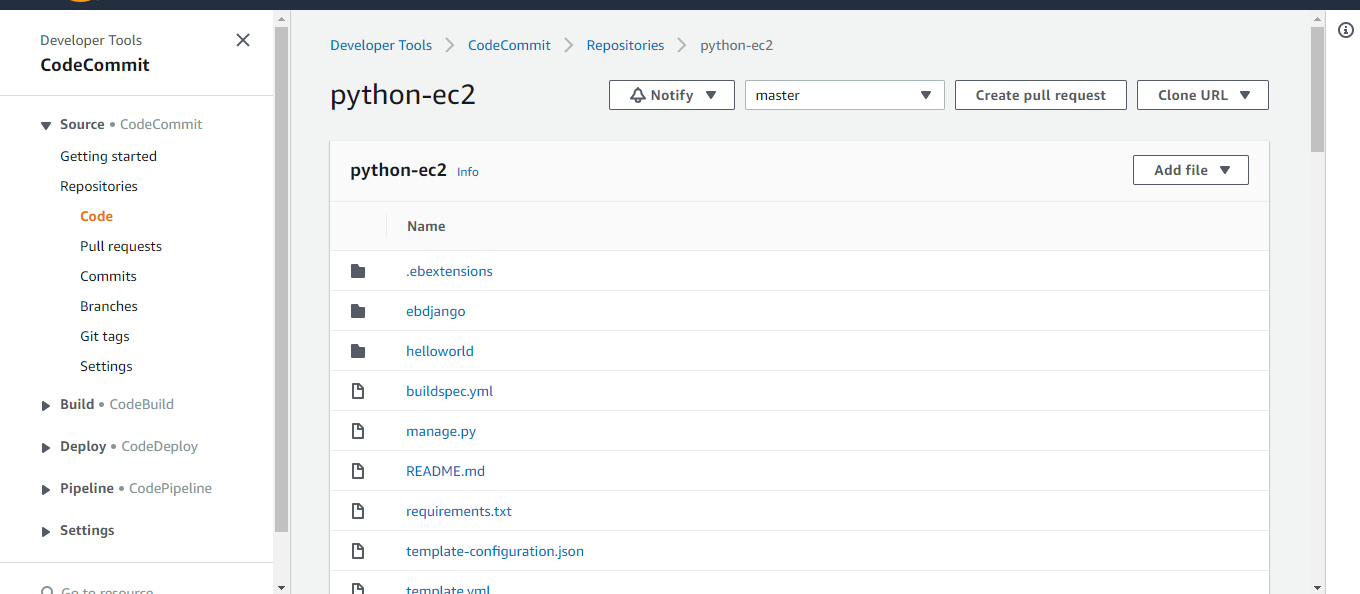 Developer Tools
CodeCommit
Source • CodeCommit
Getting started
Repositories
Code
Pull requests
Commits
Branches
Git tags
Settings
Build • CodeBuild
Deploy • CodeDeploy
Pipeline • CodePipeline
Settings
Go to resource
Developer Tools > CodeCommit > Repositories > python-ec2
python-ec2
Notify
master
Create pull request
Clone URL
python-ec2 Info
Add file
Name
.ebextensions
ebdjango
helloworld
buildspec.yml
manage.py
README.md
requirements.txt
template-configuration.json
template.yml